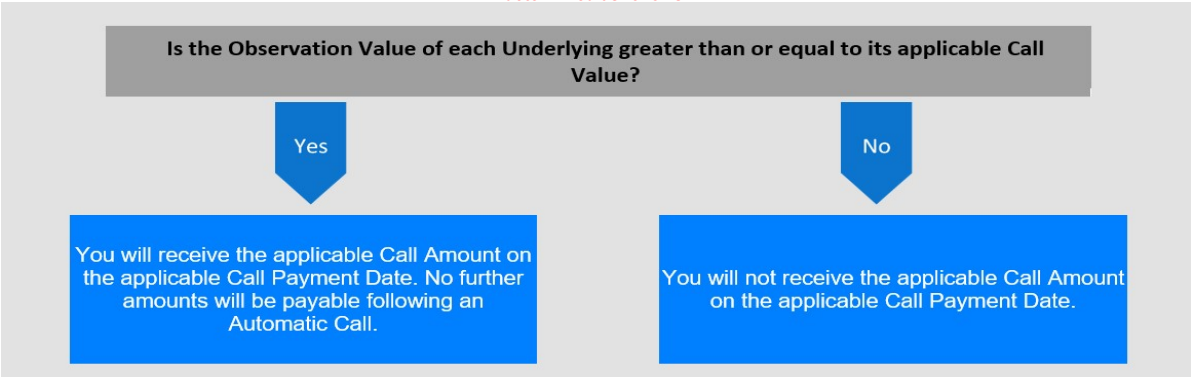 Is the Observation Value of each Underlying greater than or equal to its applicable Call
Value?
Yes
No
You will receive the applicable Call Amount on
the applicable Call Payment Date. No further
amounts will be payable following an
Automatic Call.
You will not receive the applicable Call Amount
on the applicable Call Payment Date.